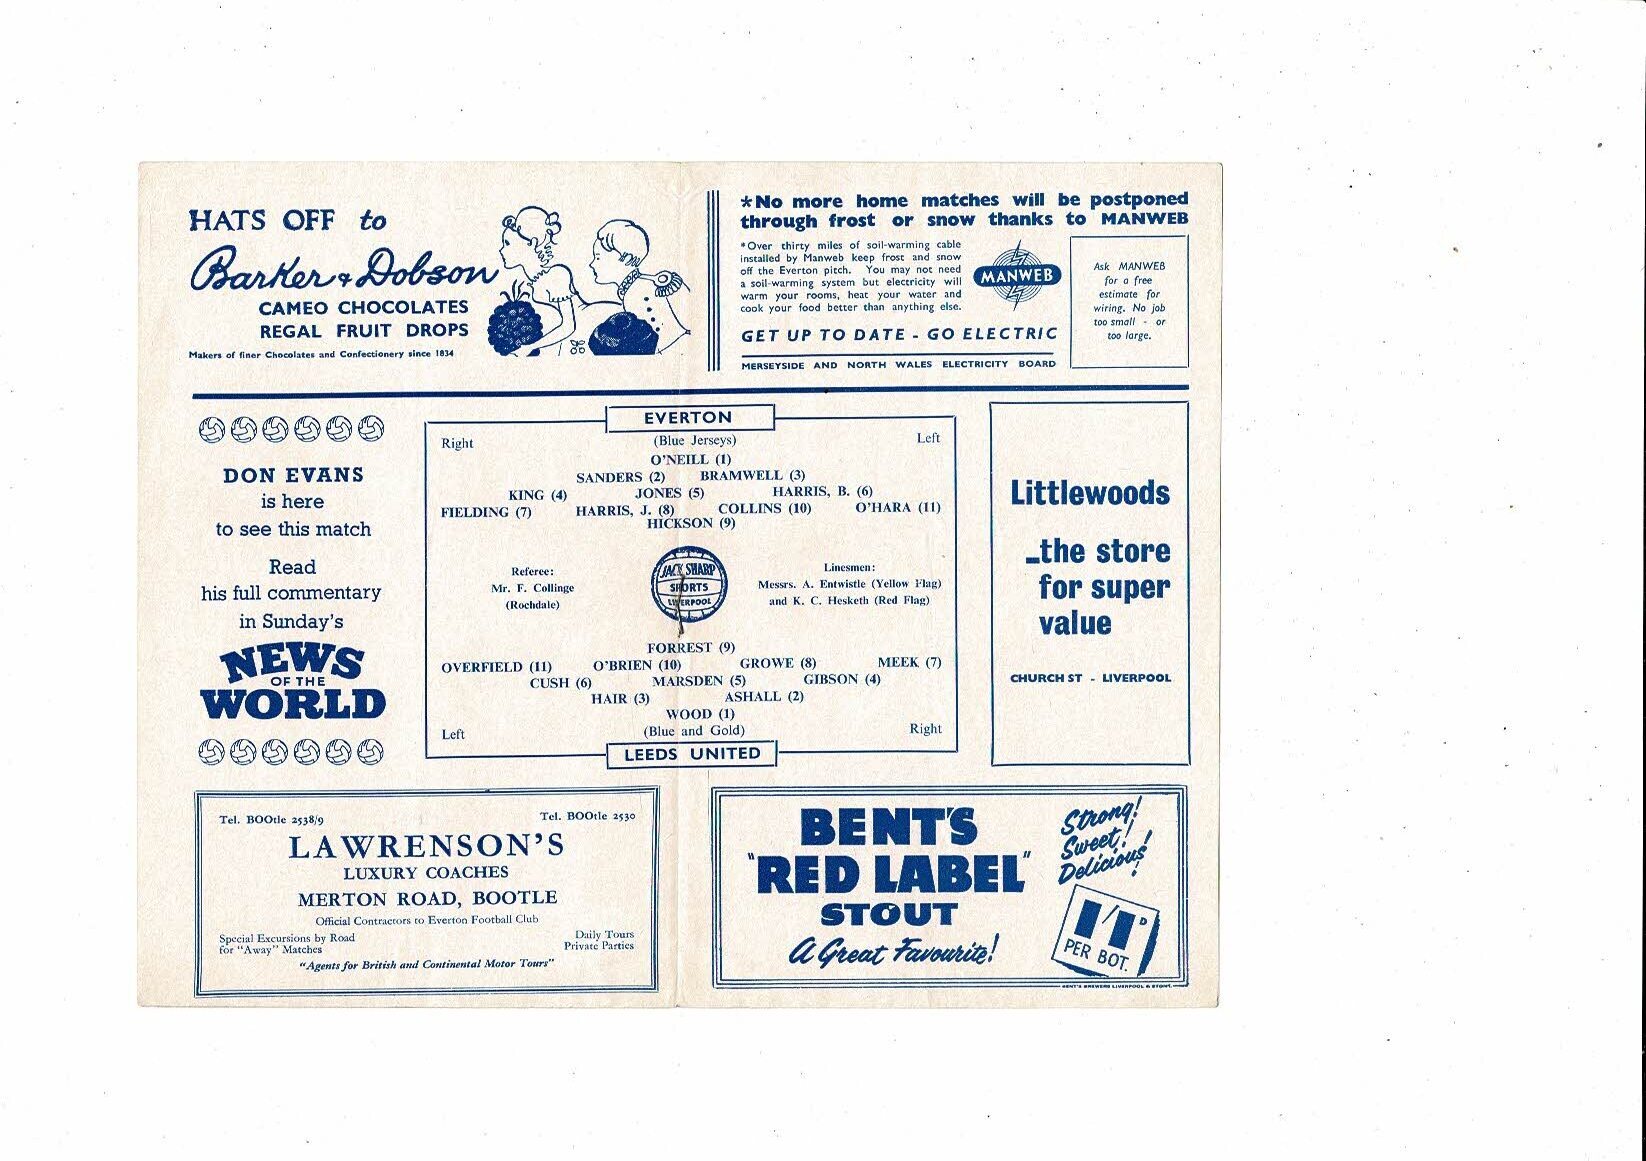 HATS OFF to
Barker & Dobson
CAMEO CHOCOLATES
REGAL FRUIT DROPS
Makers of finer Chocolates and Confectionery since 1834
*No more home matches will be postponed
through frost or snow thanks to MANWEB
*Over thirty miles of soil-warming cable
installed by Manweb keep frost and snow
off the Everton pitch. You may not need
a soil-warming system but electricity will
warm your rooms, heat your water and
cook your food better than anything else.
MANWEB
GET UP TO DATE - GO ELECTRIC
MERSEYSIDE AND NORTH WALES ELECTRICITY BOARD
Ask MANWEB
for a free
estimate for
wiring. No job
too small - or
too large.
DON EVANS
is here
to see this match
Read
his full commentary
in Sunday's
NEWS
OF THE
WORLD
EVERTON
Right (Blue Jerseys) Left
O'NEILL (1)
SANDERS (2) BRAMWELL (3)
KING (4) JONES (5) HARRIS, B. (6)
FIELDING (7) HARRIS, J. (8) COLLINS (10) O'HARA (11)
HICKSON (9)
Referee:
Mr. F. Collinge
(Rochdale)
JACK SHARP
SPORTS
LIVERPOOL
Linesmen:
Messrs. A. Entwistle (Yellow Flag)
and K. C. Hesketh (Red Flag)
FORREST (9)
OVERFIELD (11) O'BRIEN (10) GROWE (8) MEEK (7)
CUSH (6) MARSDEN (5) GIBSON (4)
HAIR (3) ASHALL (2)
WOOD (1)
Left (Blue and Gold) Right
LEEDS UNITED
Littlewoods
...the store
for super
value
CHURCH ST - LIVERPOOL
Tel. BOOtle 2538/9 Tel. BOOtle 2530
LAWRENSON'S
LUXURY COACHES
MERTON ROAD, BOOTLE
Official Contractors to Everton Football Club
Special Excursions by Road
for "Away" Matches
Daily Tours
Private Parties
"Agents for British and Continental Motor Tours"
BENT'S
"RED LABEL"
STOUT
A Great Favourite!
Strong!
Sweet!
Delicious!
1/1D
PER BOT.
BENT'S BREWERS LIVERPOOL & STONE.